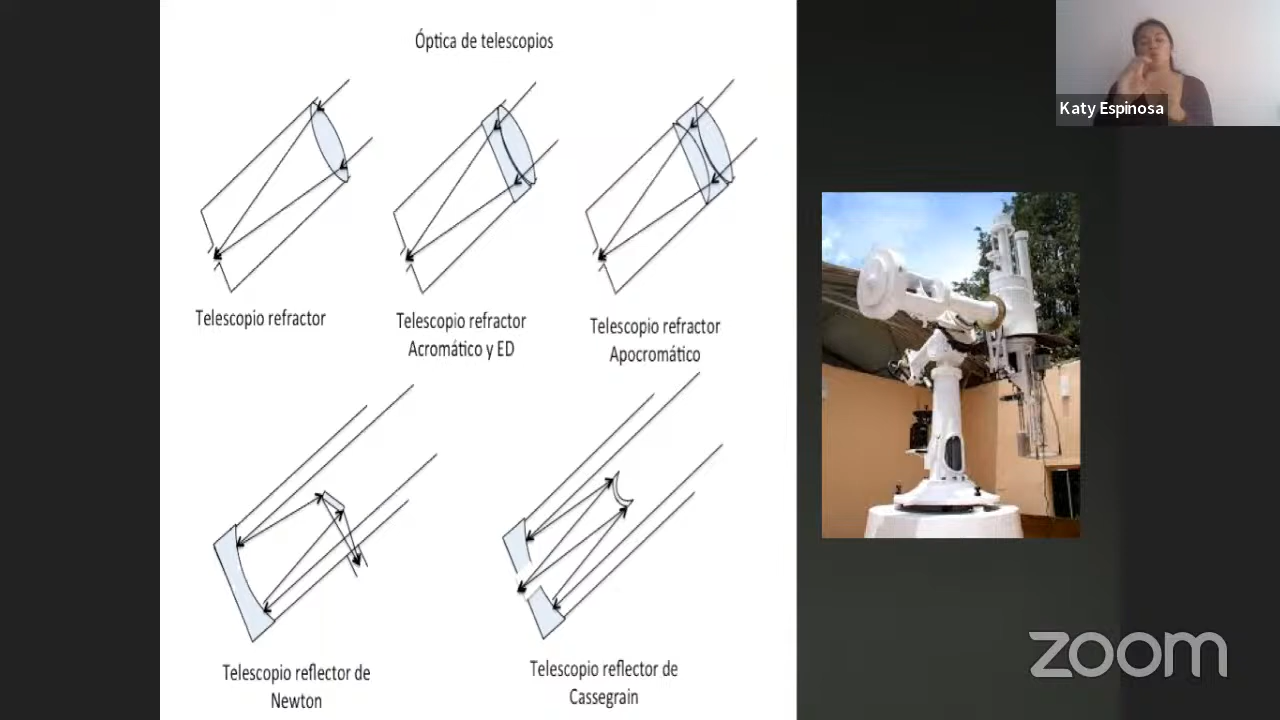 Óptica de telescopios
Katy Espinosa
Telescopio refractor
Telescopio refractor
Acromático y ED
Telescopio refractor
Apocromático
Telescopio reflector de
Newton
Telescopio reflector de
Cassegrain
zoom